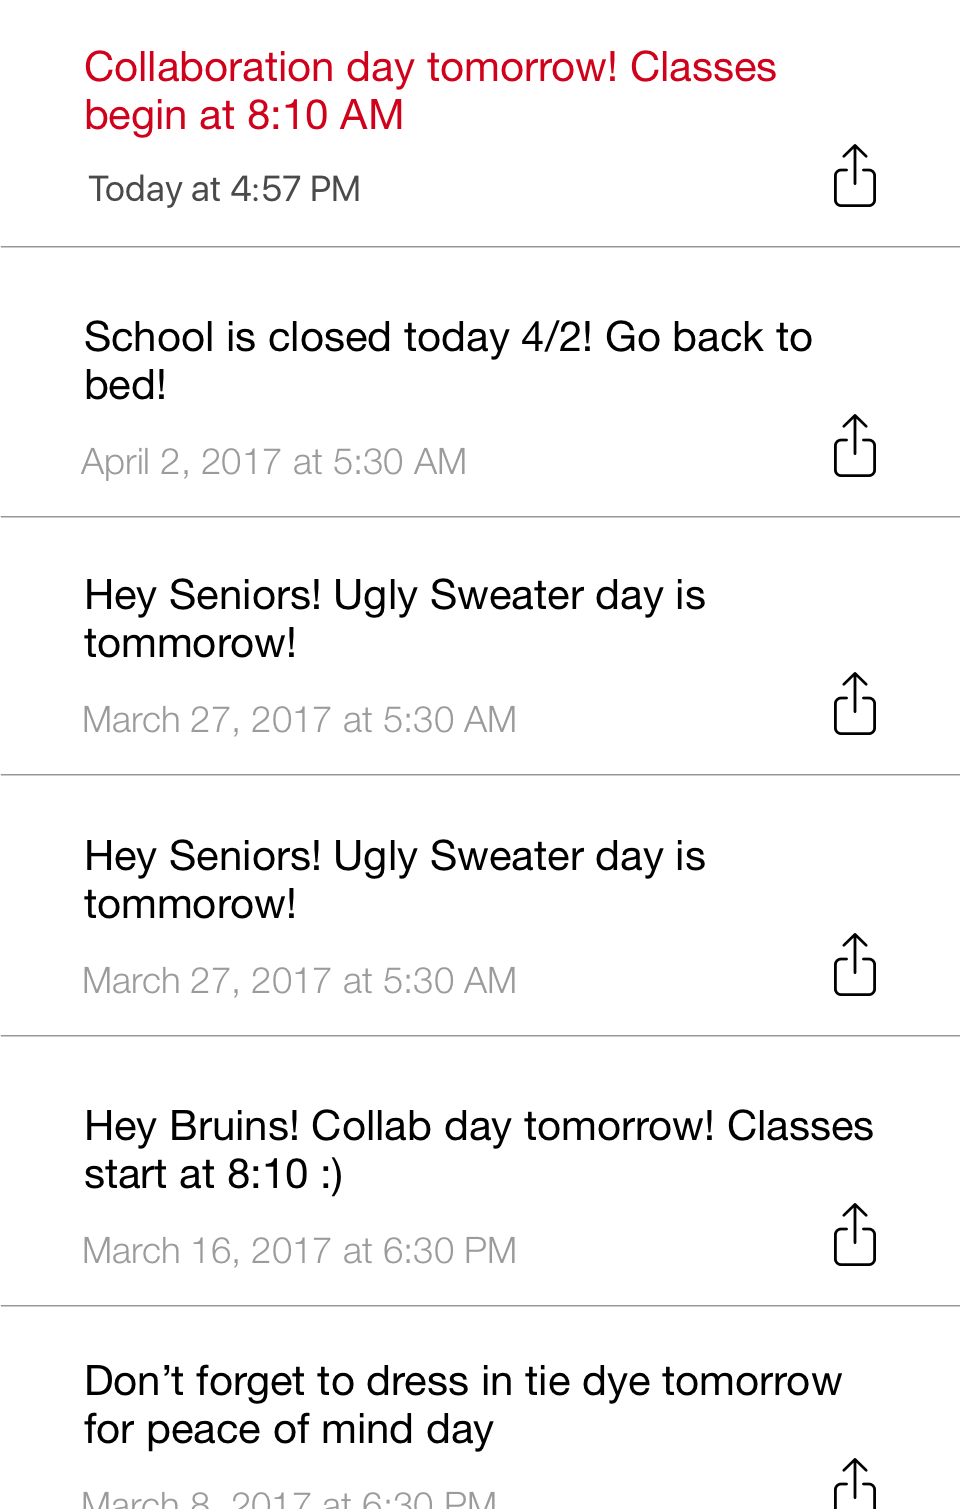 Collaboration day tomorrow! Classes
begin at 8:10 AM
Today at 4:57 PM
School is closed today 4/2! Go back to
bed!
April 2, 2017 at 5:30 AM
Hey Seniors! Ugly Sweater day is
tommorow!
March 27, 2017 at 5:30 AM
Hey Seniors! Ugly Sweater day is
tommorow!
March 27, 2017 at 5:30 AM
Hey Bruins! Collab day tomorrow! Classes
start at 8:10 :)
March 16, 2017 at 6:30 PM
Don’t forget to dress in tie dye tomorrow
for peace of mind day
March 8, 2017 at 6:30 PM